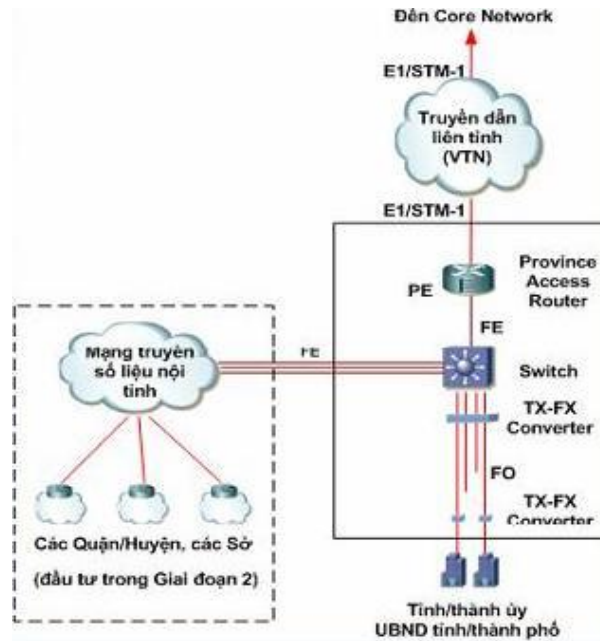 Đến Core Network
E1/STM-1
Truyền dẫn
liên tỉnh
(VTN)
E1/STM-1
Province
Access
Router
PE
FE
Mạng truyền
số liệu nội
tỉnh
FE
Switch
TX-FX
Converter
FO
TX-FX
Converter
Các Quận/Huyện, các Sở
(đầu tư trong Giai đoạn 2)
Tỉnh/thành ủy
UBND tỉnh/thành phố